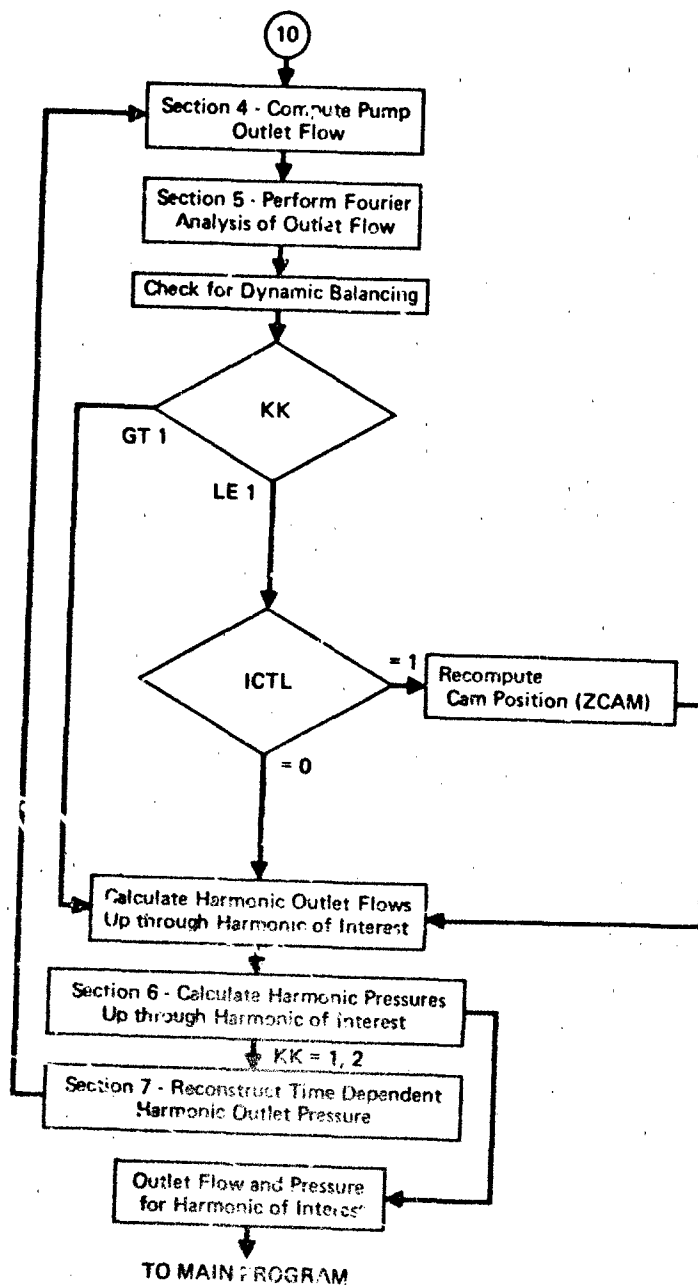 10
Section 4 - Compute Pump
Outlet Flow
Section 5 - Perform Fourier
Analysis of Outlet Flow
Check for Dynamic Balancing
KK
GT 1
LE 1
ICTL
= 1
Recompute
Cam Position (ZCAM)
= 0
Calculate Harmonic Outlet Flows
Up through Harmonic of Interest
Section 6 - Calculate Harmonic Pressures
Up through Harmonic of Interest
KK = 1, 2
Section 7 - Reconstruct Time Dependent
Harmonic Outlet Pressure
Outlet Flow and Pressure
for Harmonic of Interest
TO MAIN PROGRAM